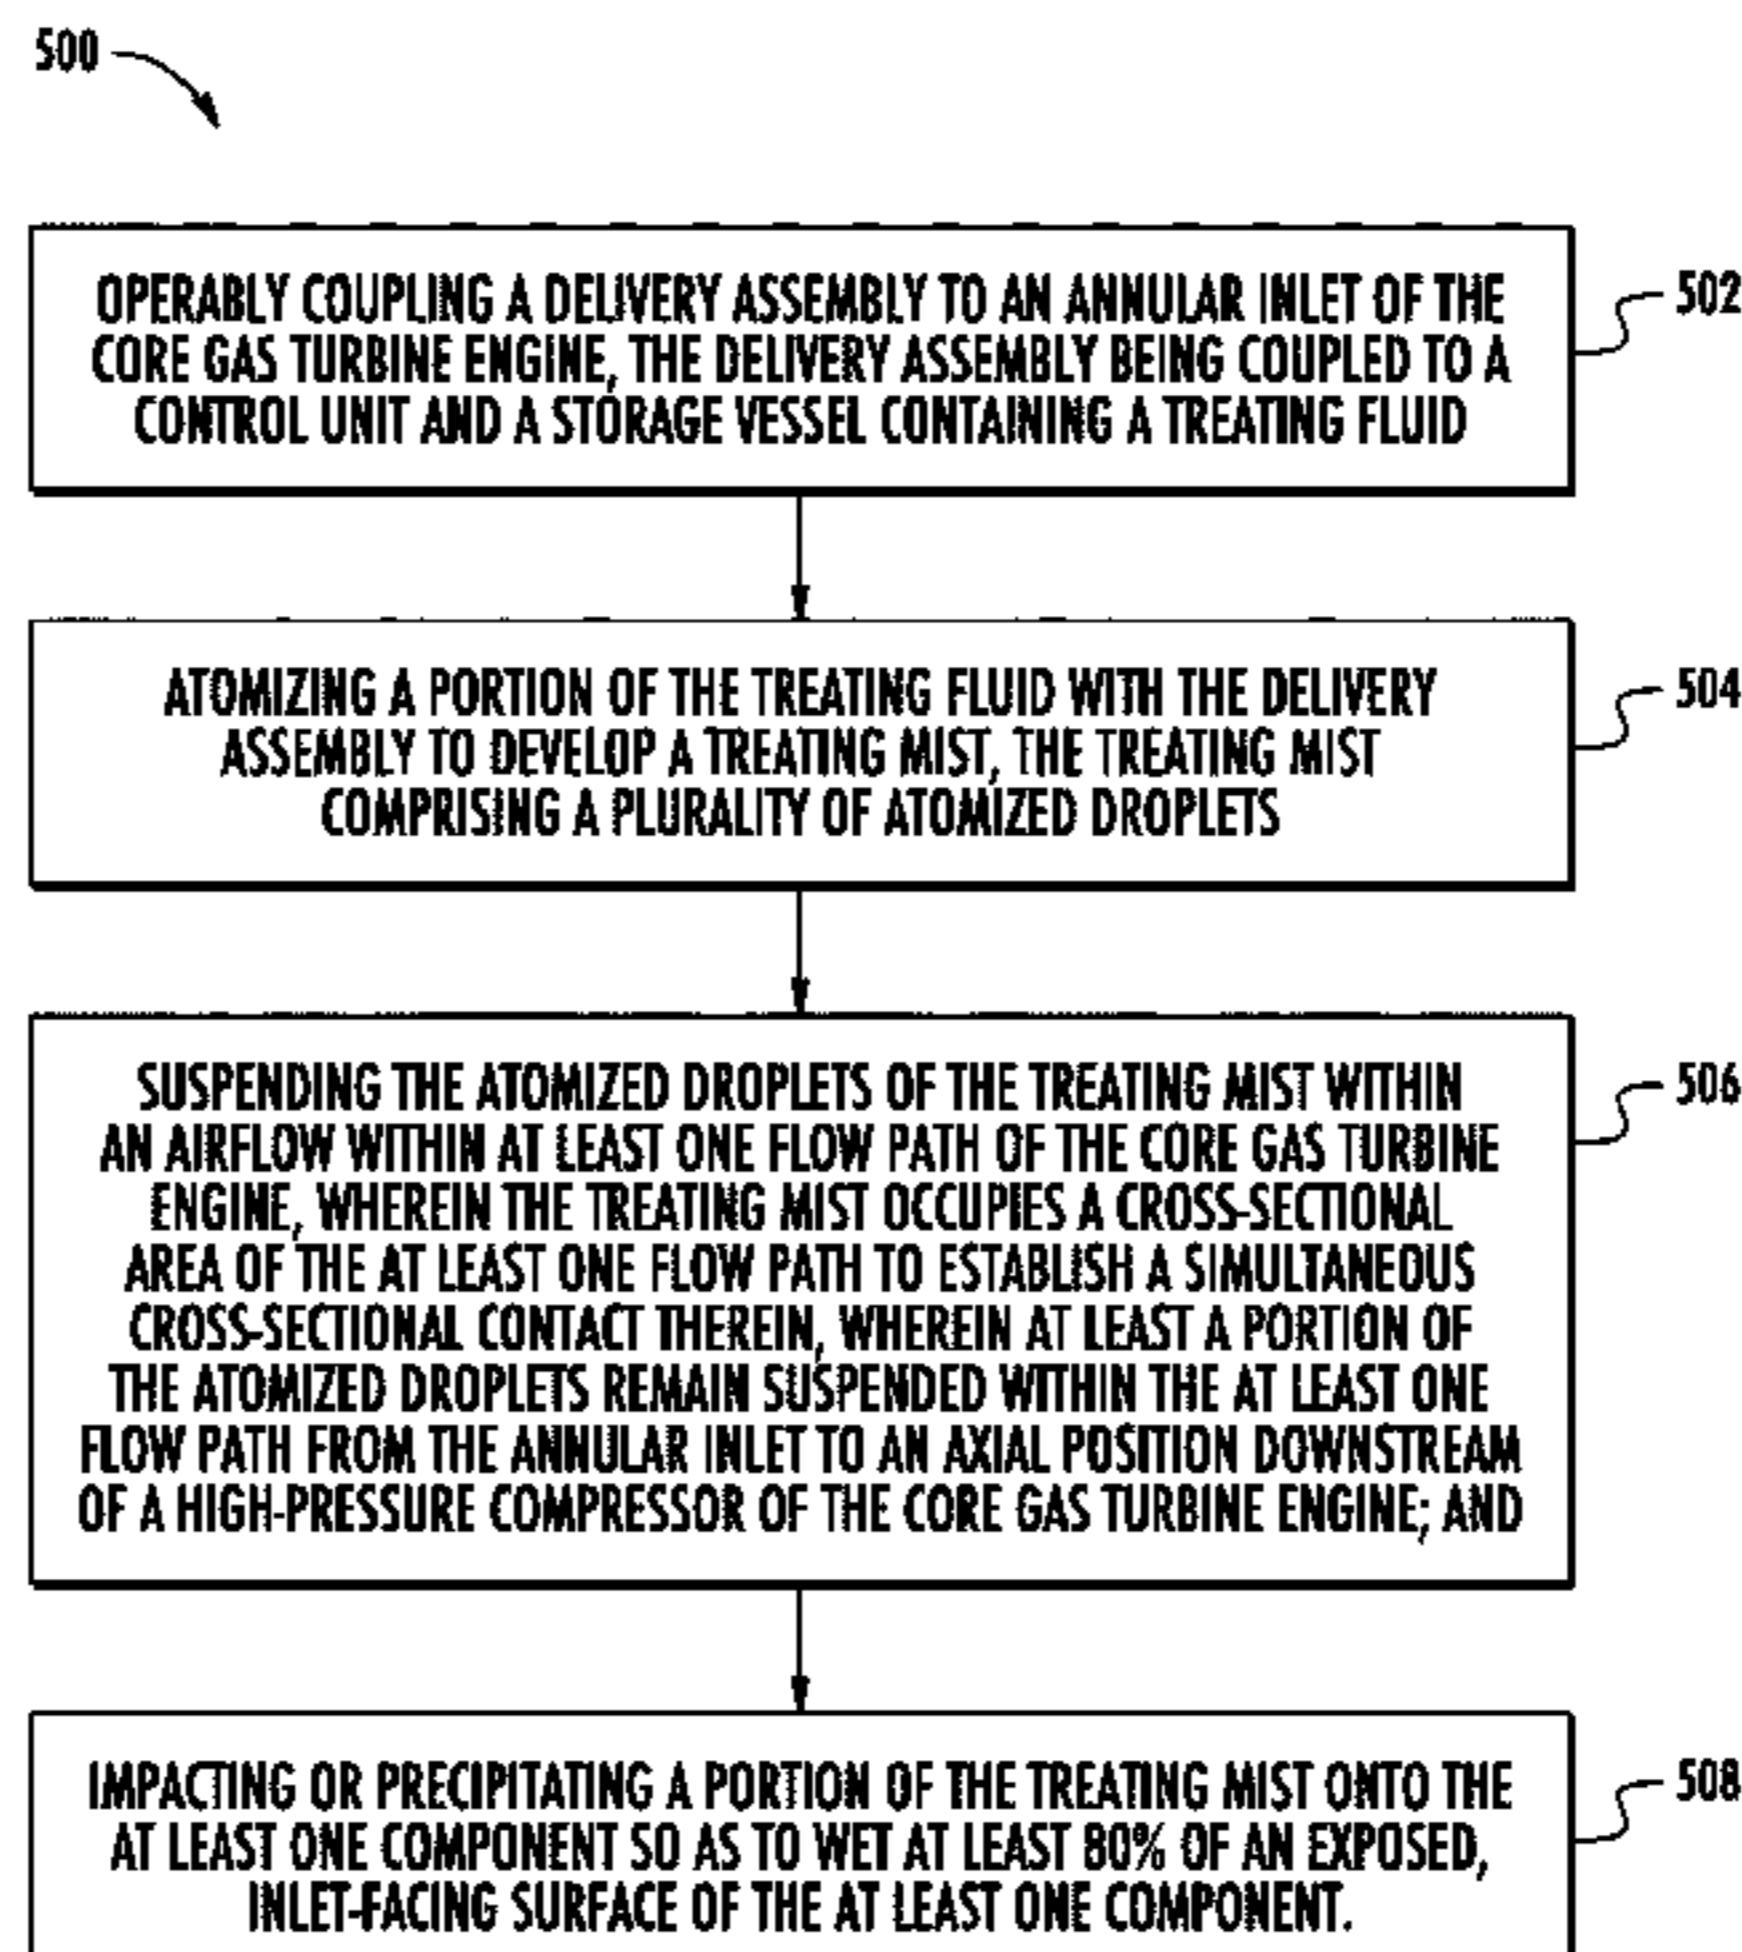 500
OPERABLY COUPLING A DELIVERY ASSEMBLY TO AN ANNULAR INLET OF THE
CORE GAS TURBINE ENGINE, THE DELIVERY ASSEMBLY BEING COUPLED TO A
CONTROL UNIT AND A STORAGE VESSEL CONTAINING A TREATING FLUID
502
ATOMIZING A PORTION OF THE TREATING FLUID WITH THE DELIVERY
ASSEMBLY TO DEVELOP A TREATING MIST, THE TREATING MIST
COMPRISING A PLURALITY OF ATOMIZED DROPLETS
504
SUSPENDING THE ATOMIZED DROPLETS OF THE TREATING MIST WITHIN
AN AIRFLOW WITHIN AT LEAST ONE FLOW PATH OF THE CORE GAS TURBINE
ENGINE, WHEREIN THE TREATING MIST OCCUPIES A CROSS-SECTIONAL
AREA OF THE AT LEAST ONE FLOW PATH TO ESTABLISH A SIMULTANEOUS
CROSS-SECTIONAL CONTACT THEREIN, WHEREIN AT LEAST A PORTION OF
THE ATOMIZED DROPLETS REMAIN SUSPENDED WITHIN THE AT LEAST ONE
FLOW PATH FROM THE ANNULAR INLET TO AN AXIAL POSITION DOWNSTREAM
OF A HIGH-PRESSURE COMPRESSOR OF THE CORE GAS TURBINE ENGINE; AND
506
IMPACTING OR PRECIPITATING A PORTION OF THE TREATING MIST ONTO THE
AT LEAST ONE COMPONENT SO AS TO WET AT LEAST 80% OF AN EXPOSED,
INLET-FACING SURFACE OF THE AT LEAST ONE COMPONENT.
508